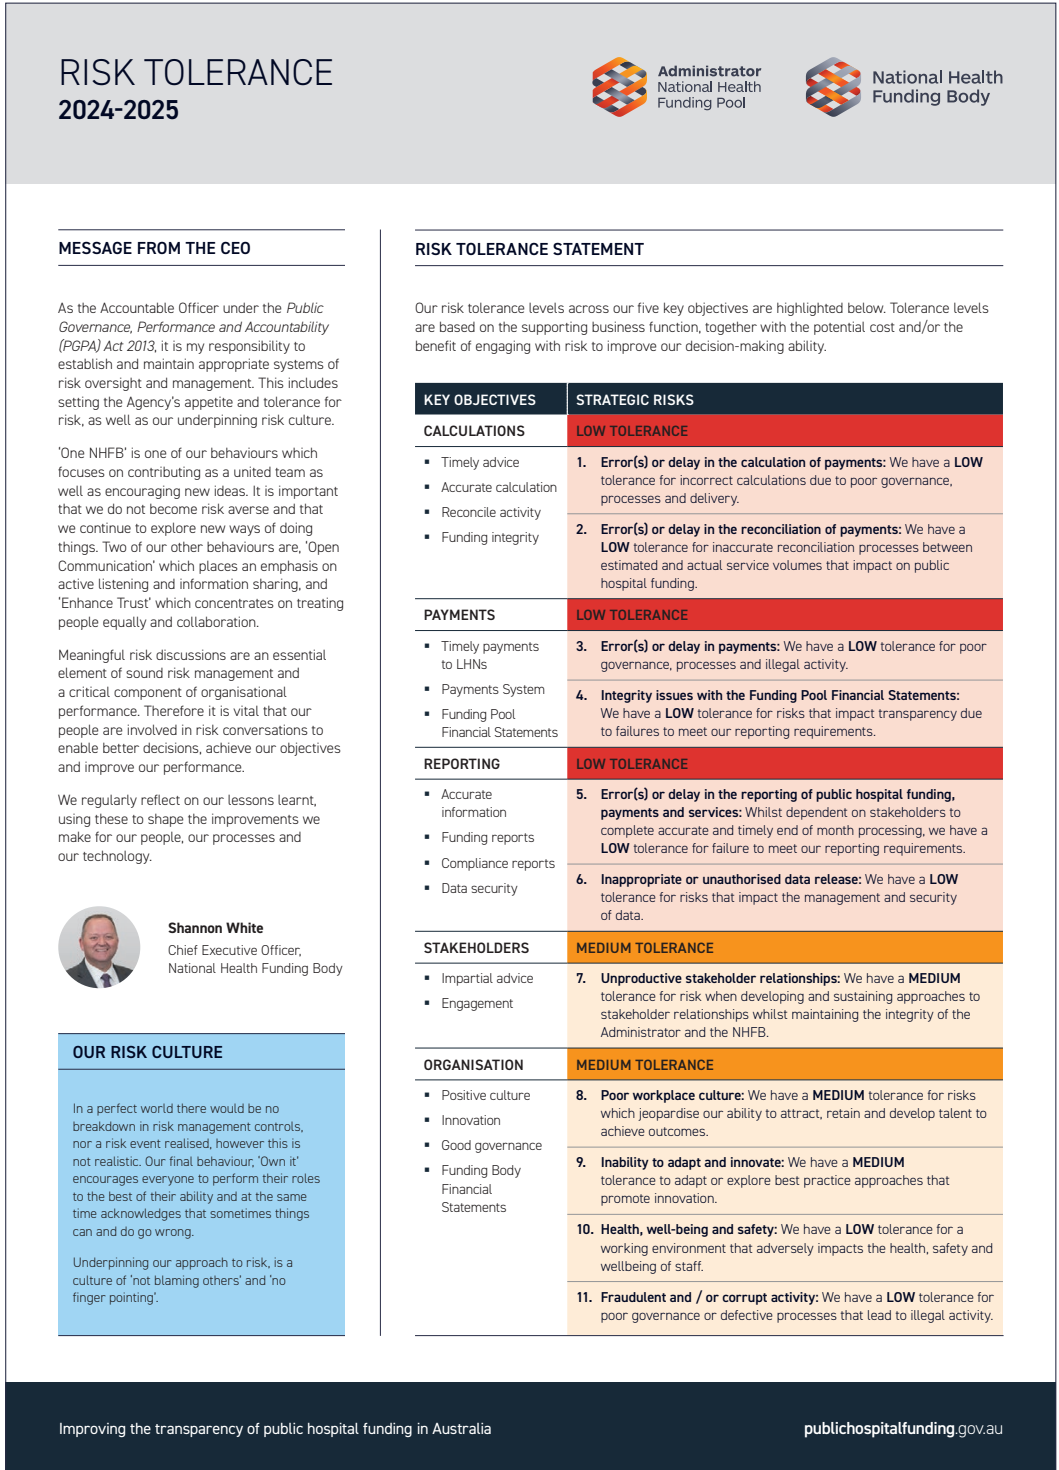 RISK TOLERANCE
2024-2025
Administrator
National Health
Funding Pool
National Health
Funding Body
MESSAGE FROM THE CEO
As the Accountable Officer under the Public
Governance, Performance and Accountability
(PGPA) Act 2013, it is my responsibility to
establish and maintain appropriate systems of
risk oversight and management. This includes
setting the Agency's appetite and tolerance for
risk, as well as our underpinning risk culture.
'One NHFB' is one of our behaviours which
focuses on contributing as a united team as
well as encouraging new ideas. It is important
that we do not become risk averse and that
we continue to explore new ways of doing
things. Two of our other behaviours are, 'Open
Communication' which places an emphasis on
active listening and information sharing, and
'Enhance Trust' which concentrates on treating
people equally and collaboration.
Meaningful risk discussions are an essential
element of sound risk management and
a critical component of organisational
performance. Therefore it is vital that our
people are involved in risk conversations to
enable better decisions, achieve our objectives
and improve our performance.
We regularly reflect on our lessons learnt,
using these to shape the improvements we
make for our people, our processes and
our technology.
Shannon White
Chief Executive Officer,
National Health Funding Body
OUR RISK CULTURE
In a perfect world there would be no
breakdown in risk management controls,
nor a risk event realised, however this is
not realistic. Our final behaviour, 'Own it'
encourages everyone to perform their roles
to the best of their ability and at the same
time acknowledges that sometimes things
can and do go wrong.
Underpinning our approach to risk, is a
culture of 'not blaming others' and 'no
finger pointing'.
RISK TOLERANCE STATEMENT
Our risk tolerance levels across our five key objectives are highlighted below. Tolerance levels
are based on the supporting business function, together with the potential cost and/or the
benefit of engaging with risk to improve our decision-making ability.
KEY OBJECTIVES STRATEGIC RISKS
CALCULATIONS LOW TOLERANCE
▪ Timely advice
▪ Accurate calculation
▪ Reconcile activity
▪ Funding integrity
1. Error(s) or delay in the calculation of payments: We have a LOW
tolerance for incorrect calculations due to poor governance,
processes and delivery.
2. Error(s) or delay in the reconciliation of payments: We have a
LOW tolerance for inaccurate reconciliation processes between
estimated and actual service volumes that impact on public
hospital funding.
PAYMENTS LOW TOLERANCE
▪ Timely payments
to LHNs
▪ Payments System
▪ Funding Pool
Financial Statements
3. Error(s) or delay in payments: We have a LOW tolerance for poor
governance, processes and illegal activity.
4. Integrity issues with the Funding Pool Financial Statements:
We have a LOW tolerance for risks that impact transparency due
to failures to meet our reporting requirements.
REPORTING LOW TOLERANCE
▪ Accurate
information
▪ Funding reports
▪ Compliance reports
▪ Data security
5. Error(s) or delay in the reporting of public hospital funding,
payments and services: Whilst dependent on stakeholders to
complete accurate and timely end of month processing, we have a
LOW tolerance for failure to meet our reporting requirements.
6. Inappropriate or unauthorised data release: We have a LOW
tolerance for risks that impact the management and security
of data.
STAKEHOLDERS MEDIUM TOLERANCE
▪ Impartial advice
▪ Engagement
7. Unproductive stakeholder relationships: We have a MEDIUM
tolerance for risk when developing and sustaining approaches to
stakeholder relationships whilst maintaining the integrity of the
Administrator and the NHFB.
ORGANISATION MEDIUM TOLERANCE
▪ Positive culture
▪ Innovation
▪ Good governance
▪ Funding Body
Financial
Statements
8. Poor workplace culture: We have a MEDIUM tolerance for risks
which jeopardise our ability to attract, retain and develop talent to
achieve outcomes.
9. Inability to adapt and innovate: We have a MEDIUM
tolerance to adapt or explore best practice approaches that
promote innovation.
10. Health, well-being and safety: We have a LOW tolerance for a
working environment that adversely impacts the health, safety and
wellbeing of staff.
11. Fraudulent and / or corrupt activity: We have a LOW tolerance for
poor governance or defective processes that lead to illegal activity.
Improving the transparency of public hospital funding in Australia
publichospitalfunding.gov.au